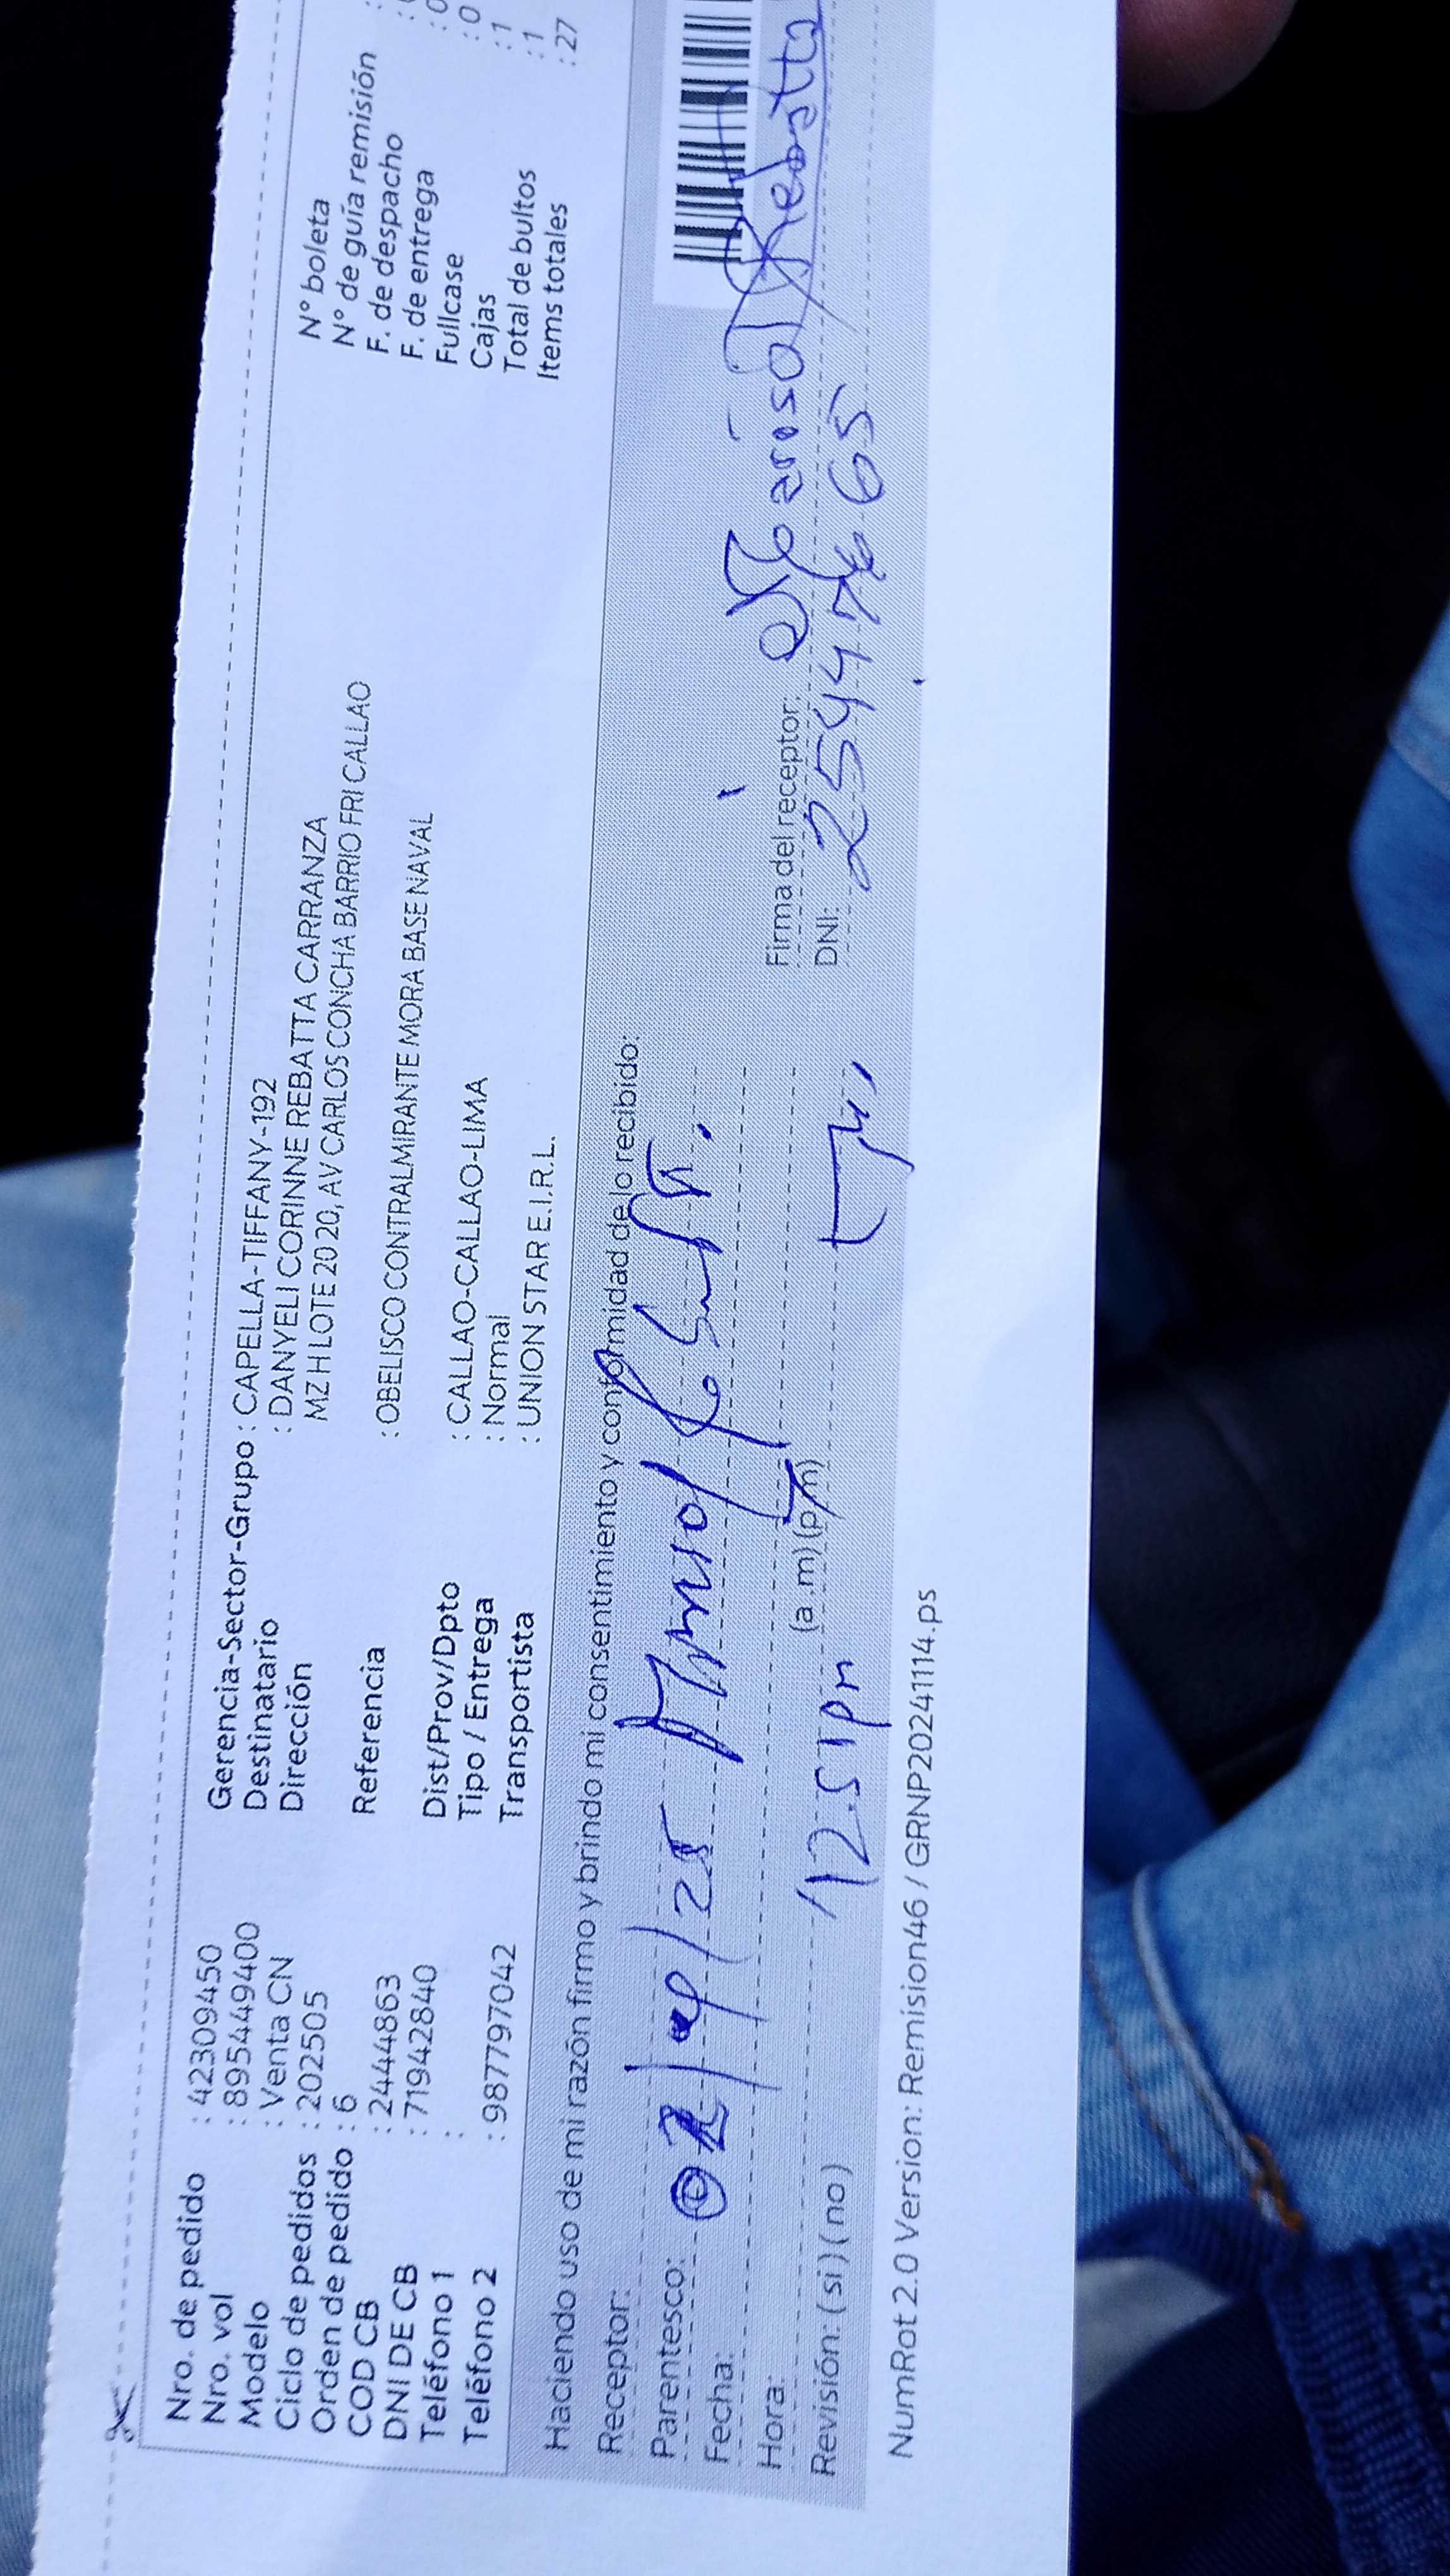 Nro. de pedido : 42309450
Nro. vol : 895449400
Modelo : Venta CN
Ciclo de pedidos : 202505
Orden de pedido : 6
COD CB : 2444863
DNI DE CB : 71942840
Teléfono 1 :
Teléfono 2 : 987797042
Gerencia-Sector-Grupo : CAPELLA-TIFFANY-192
Destinatario : DANYELI CORINNE REBATTA CARRANZA
Dirección MZ H LOTE 20 20, AV CARLOS CONCHA BARRIO FRI CALLAO
Referencia : OBELISCO CONTRALMIRANTE MORA BASE NAVAL
Dist/Prov/Dpto : CALLAO-CALLAO-LIMA
Tipo / Entrega : Normal
Transportista : UNION STAR E.I.R.L.
N° boleta
N° de guía remisión
F. de despacho
F. de entrega
Fullcase : 0
Cajas : 1
Total de bultos : 1
Items totales : 27
Haciendo uso de mi razón firmo y brindo mi consentimiento y conformidad de lo recibido:
Receptor:
Parentesco:
Fecha:
Hora: (a .m) (p.m)
12.51 pm
Revisión: ( si ) ( no )
Firma del receptor: Marisol Rebatta
DNI:
NumRot 2.0 Version: Remision46 / GRNP20241114.ps